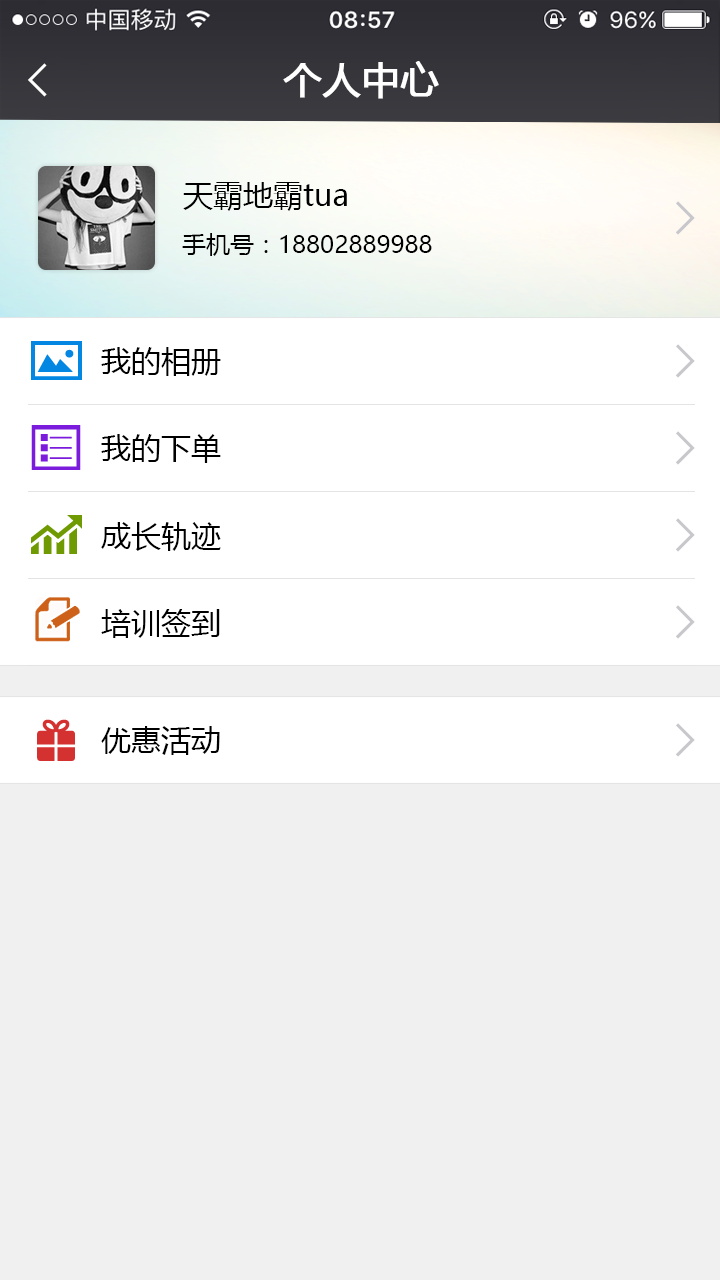 中国移动 08:57 96%
个人中心
天霸地霸tua
手机号：18802889988
我的相册
我的下单
成长轨迹
培训签到
优惠活动